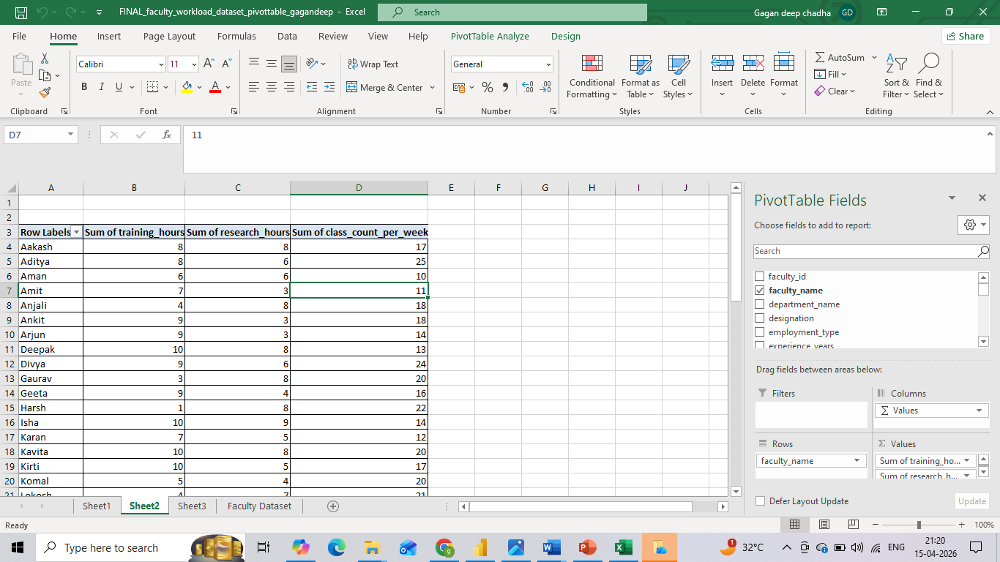 FINAL_faculty_workload_dataset_pivottable_gagandeep - Excel
Search
Gagan deep chadha GD
File Home Insert Page Layout Formulas Data Review View Help PivotTable Analyze Design Share
Paste
Calibri 11
B I U
A A
Wrap Text
Merge & Center
General
Conditional Formatting
Format as Table
Cell Styles
Insert Delete Format
AutoSum
Fill
Clear
Sort & Filter
Find & Select
Clipboard Font Alignment Number Styles Cells Editing
D7 fx 11
A B C D E F G H I J
1
2
3 Row Labels Sum of training_hours Sum of research_hours Sum of class_count_per_week
4 Aakash 8 8 17
5 Aditya 8 6 25
6 Aman 6 6 10
7 Amit 7 3 11
8 Anjali 4 8 18
9 Ankit 9 3 18
10 Arjun 9 3 14
11 Deepak 10 8 13
12 Divya 9 6 24
13 Gaurav 3 8 20
14 Geeta 9 4 16
15 Harsh 1 8 22
16 Isha 10 9 14
17 Karan 7 5 12
18 Kavita 10 8 20
19 Kirti 10 5 17
20 Komal 5 4 20
21 Lokesh 4 7 21
PivotTable Fields
Choose fields to add to report:
Search
faculty_id
faculty_name
department_name
designation
employment_type
experience_years
Drag fields between areas below:
Filters
Columns
Σ Values
Rows
faculty_name
Σ Values
Sum of training_ho...
Sum of research_h...
Defer Layout Update Update
Sheet1 Sheet2 Sheet3 Faculty Dataset
Ready
100%
Type here to search
1
32°C
ENG
21:20
15-04-2026